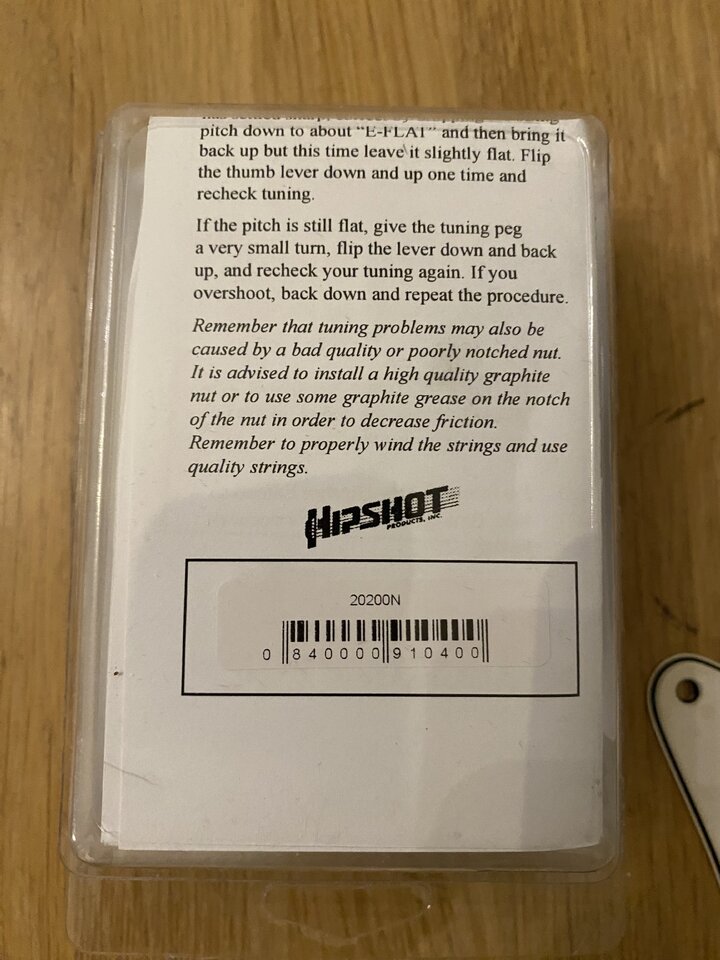 pitch down to about “E-FLAT” and then bring it
back up but this time leave it slightly flat. Flip
the thumb lever down and up one time and
recheck tuning.
If the pitch is still flat, give the tuning peg
a very small turn, flip the lever down and back
up, and recheck your tuning again. If you
overshoot, back down and repeat the procedure.
Remember that tuning problems may also be
caused by a bad quality or poorly notched nut.
It is advised to install a high quality graphite
nut or to use some graphite grease on the notch
of the nut in order to decrease friction.
Remember to properly wind the strings and use
quality strings.
HIPSHOT
PRODUCTS, INC.
20200N
0 840000 910400